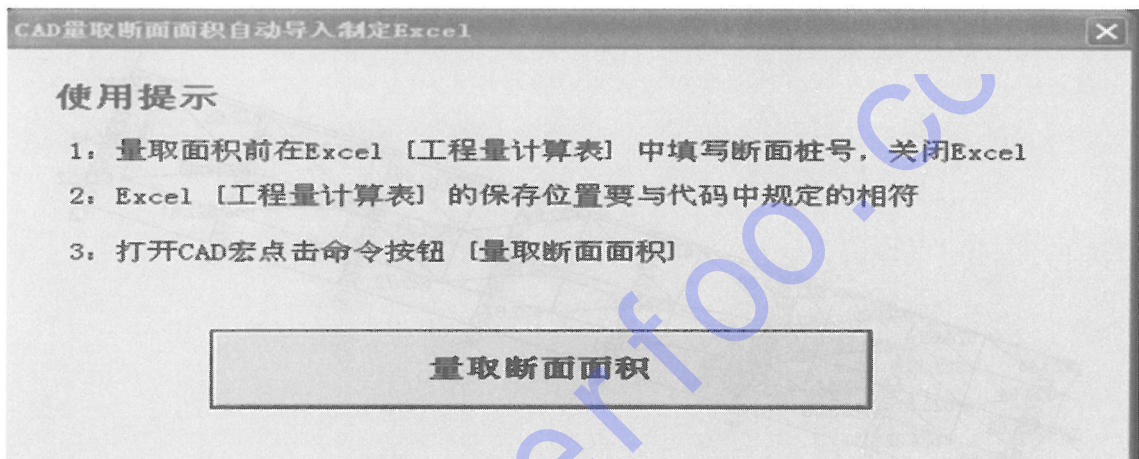 CAD量取断面面积自动导入制定Excel
使用提示
1：量取面积前在Excel [工程量计算表] 中填写断面桩号，关闭Excel
2：Excel [工程量计算表] 的保存位置要与代码中规定的相符
3：打开CAD宏点击命令按钮 [量取断面面积]
量取断面面积